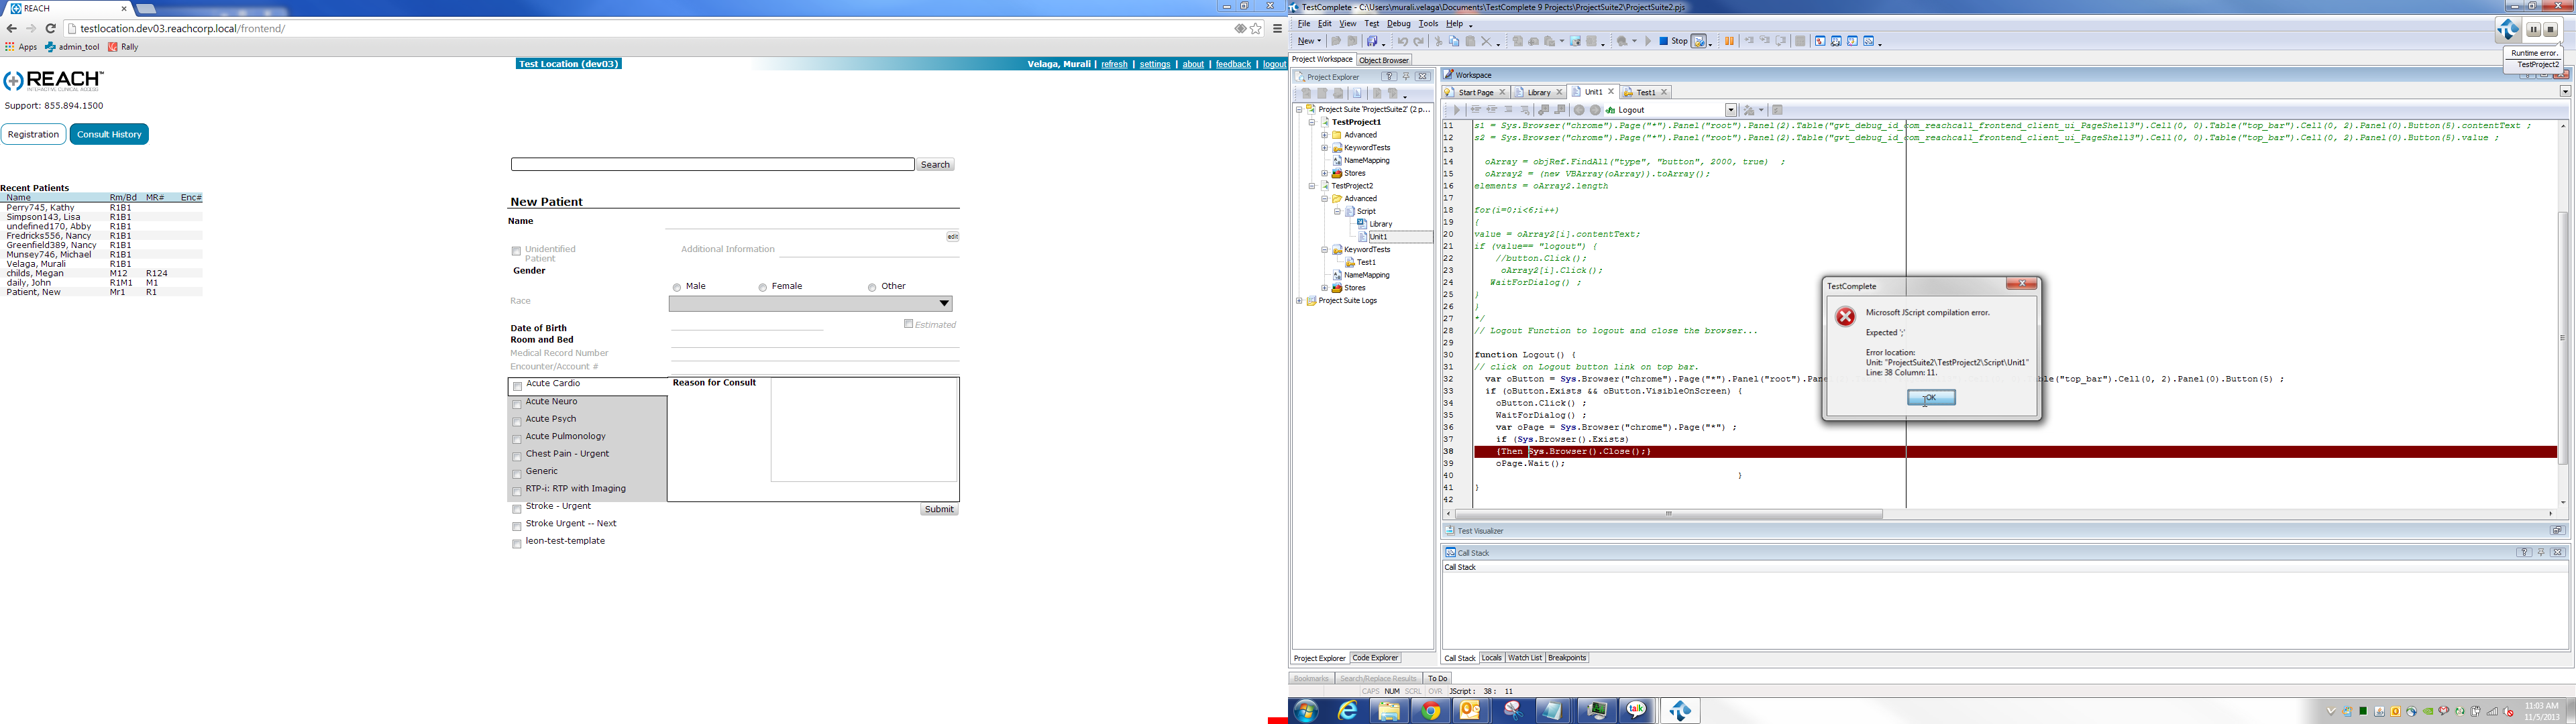 REACH
testlocation.dev03.reachcorp.local/frontend/
Apps admin_tool Rally
REACH™
INTERACTIVE CLINICAL ACCESS
Support: 855.894.1500
Test Location (dev03)
Velaga, Murali | refresh | settings | about | feedback | logout
Registration Consult History
Search
Recent Patients
Name Rm/Bd MR# Enc#
Perry745, Kathy R1B1
Simpson143, Lisa R1B1
undefined170, Abby R1B1
Fredricks556, Nancy R1B1
Greenfield389, Nancy R1B1
Munsey746, Michael R1B1
Velaga, Murali R1B1
childs, Megan M12 R124
daily, John R1M1 M1
Patient, New Mr1 R1
New Patient
Name
edit
Unidentified Patient
Additional Information
Gender
Male Female Other
Race
Date of Birth
Estimated
Room and Bed
Medical Record Number
Encounter/Account #
Acute Cardio
Acute Neuro
Acute Psych
Acute Pulmonology
Chest Pain - Urgent
Generic
RTP-i: RTP with Imaging
Stroke - Urgent
Stroke Urgent -- Next
leon-test-template
Reason for Consult
Submit
TestComplete - C:\Users\murali.velaga\Documents\TestComplete 9 Projects\ProjectSuite2\ProjectSuite2.pjs
File Edit View Test Debug Tools Help
New Stop
Runtime error.
TestProject2
Project Workspace Object Browser
Project Explorer
Project Suite 'ProjectSuite2' (2 p...
TestProject1
Advanced
KeywordTests
NameMapping
Stores
TestProject2
Advanced
Script
Library
Unit1
KeywordTests
Test1
NameMapping
Stores
Project Suite Logs
Workspace
Start Page Library Unit1 Test1
Logout
11 s1 = Sys.Browser("chrome").Page("*").Panel("root").Panel(2).Table("gwt_debug_id_com_reachcall_frontend_client_ui_PageShell3").Cell(0, 0).Table("top_bar").Cell(0, 2).Panel(0).Button(5).contentText ;
12 s2 = Sys.Browser("chrome").Page("*").Panel("root").Panel(2).Table("gwt_debug_id_com_reachcall_frontend_client_ui_PageShell3").Cell(0, 0).Table("top_bar").Cell(0, 2).Panel(0).Button(5).value ;
13
14 oArray = objRef.FindAll("type", "button", 2000, true) ;
15 oArray2 = (new VBArray(oArray)).toArray();
16 elements = oArray2.length
17
18 for(i=0;i<6;i++)
19 {
20 value = oArray2[i].contentText;
21 if (value== "logout") {
22 //button.Click();
23 oArray2[i].Click();
24 WaitForDialog() ;
25 }
26 }
27 */
28 // Logout Function to logout and close the browser...
29
30 function Logout() {
31 // click on Logout button link on top bar.
32 var oButton = Sys.Browser("chrome").Page("*").Panel("root").Pan able("top_bar").Cell(0, 2).Panel(0).Button(5) ;
33 if (oButton.Exists && oButton.VisibleOnScreen) {
34 oButton.Click() ;
35 WaitForDialog() ;
36 var oPage = Sys.Browser("chrome").Page("*") ;
37 if (Sys.Browser().Exists)
38 {Then Sys.Browser().Close();}
39 oPage.Wait();
40 }
41 }
42
TestComplete
Microsoft JScript compilation error.
Expected ';'
Error location:
Unit: "ProjectSuite2\TestProject2\Script\Unit1"
Line: 38 Column: 11.
OK
Test Visualizer
Call Stack
Call Stack
Project Explorer Code Explorer
Call Stack Locals Watch List Breakpoints
Bookmarks Search/Replace Results To Do
CAPS NUM SCRL OVR JScript : 38 : 11
talk
11:03 AM
11/5/2013